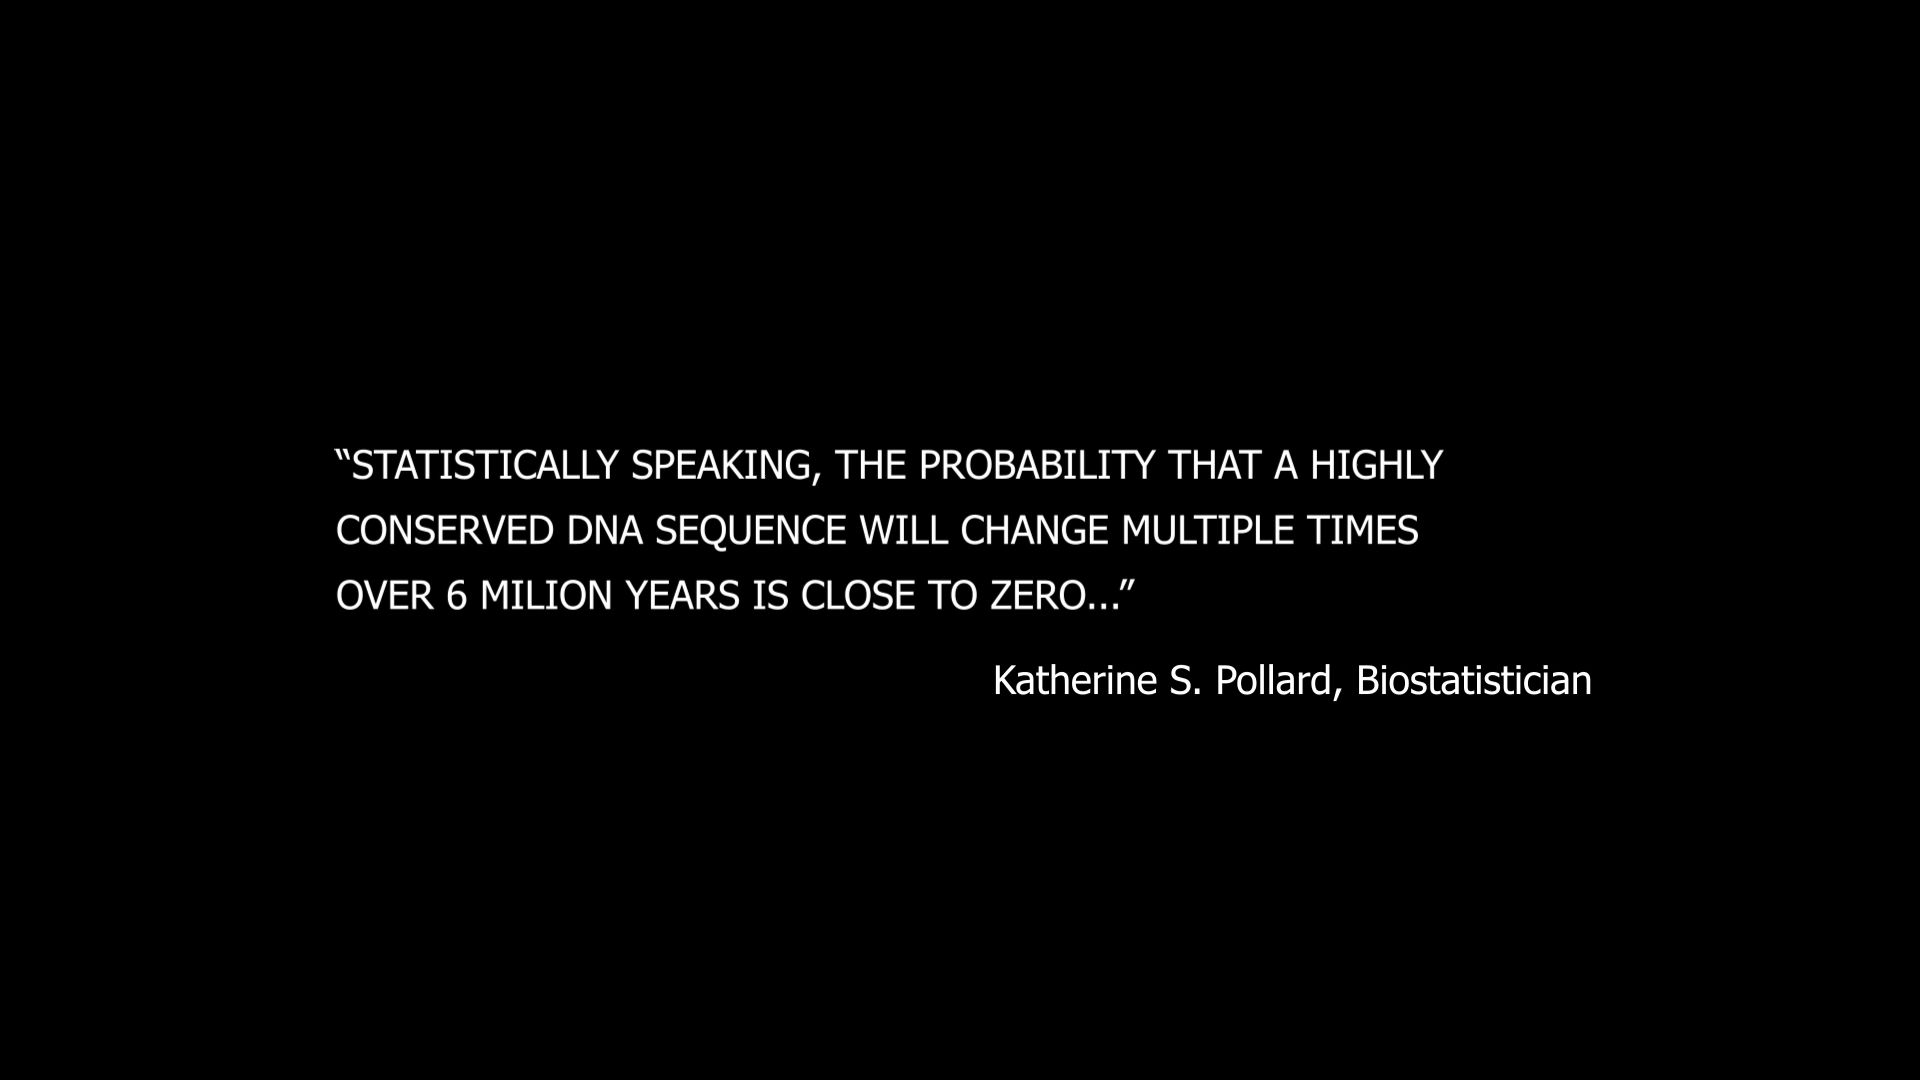 “STATISTICALLY SPEAKING, THE PROBABILITY THAT A HIGHLY
CONSERVED DNA SEQUENCE WILL CHANGE MULTIPLE TIMES
OVER 6 MILION YEARS IS CLOSE TO ZERO...”
Katherine S. Pollard, Biostatistician